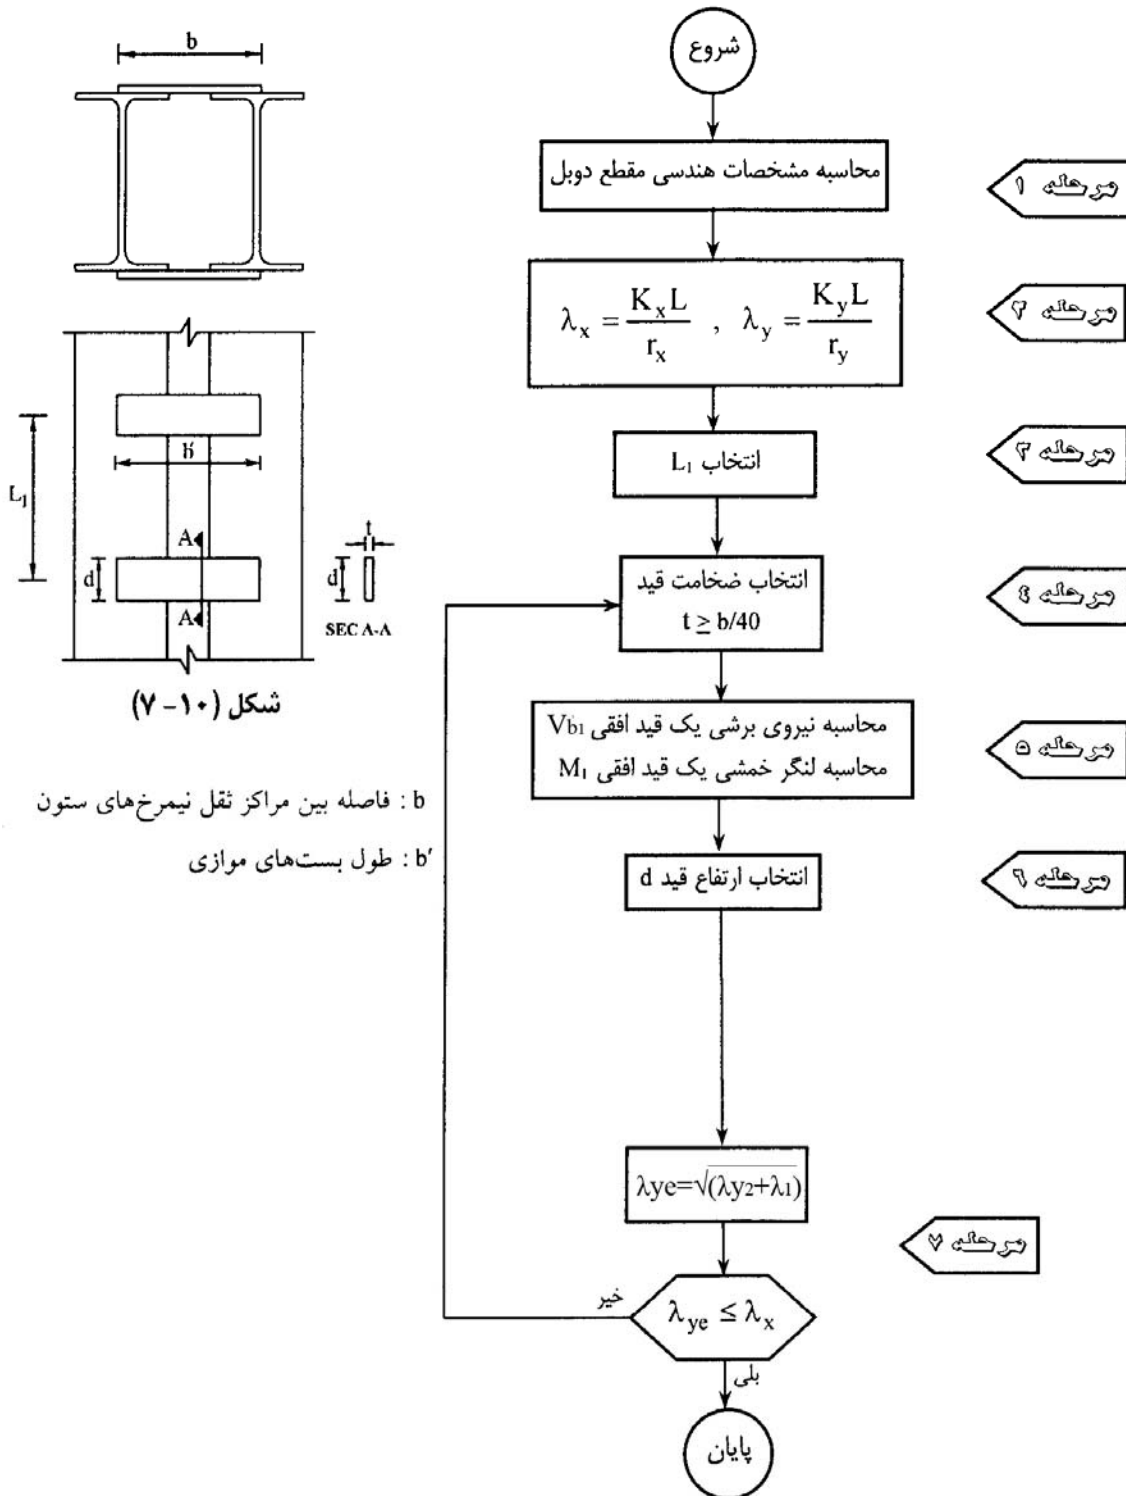 b
L₁
b'
A
A
d
t
d
SEC A-A
شکل (۱۰-۷)
b : فاصله بین مراکز ثقل نیمرخ‌های ستون
b′ : طول بست‌های موازی
شروع
محاسبه مشخصات هندسی مقطع دوبل
مرحله ۱
λx = KxL/rx , λy = KyL/ry
مرحله ۲
انتخاب L₁
مرحله ۳
انتخاب ضخامت قید
t ≥ b/40
مرحله ٤
محاسبه نیروی برشی یک قید افقی Vb1
محاسبه لنگر خمشی یک قید افقی M₁
مرحله ۵
انتخاب ارتفاع قید d
مرحله ٦
λye=√(λy2+λ1)
مرحله ۷
λye ≤ λx
خیر
بلی
پایان